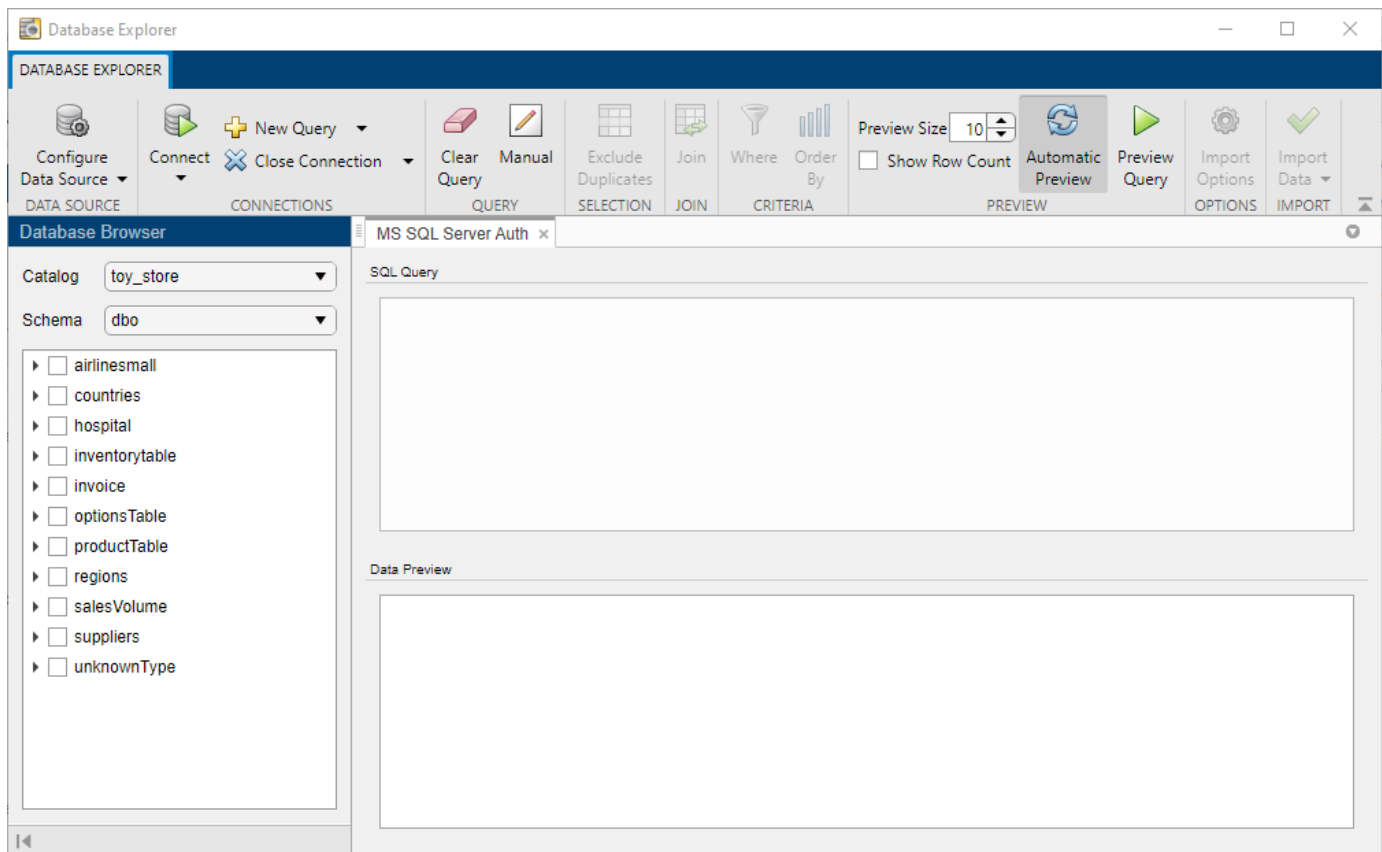 Database Explorer
DATABASE EXPLORER
Configure
Data Source
DATA SOURCE
Connect
New Query
Close Connection
CONNECTIONS
Clear
Query
Manual
QUERY
Exclude
Duplicates
SELECTION
Join
JOIN
Where
Order
By
CRITERIA
Preview Size 10
Show Row Count
Automatic
Preview
Preview
Query
PREVIEW
Import
Options
OPTIONS
Import
Data
IMPORT
Database Browser
Catalog toy_store
Schema dbo
airlinesmall
countries
hospital
inventorytable
invoice
optionsTable
productTable
regions
salesVolume
suppliers
unknownType
MS SQL Server Auth
SQL Query
Data Preview